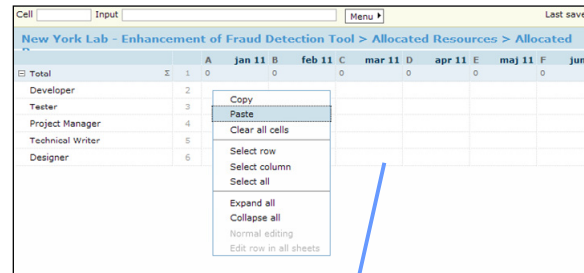 Cell Input Menu Last save
New York Lab - Enhancement of Fraud Detection Tool > Allocated Resources > Allocated
A jan 11 B feb 11 C mar 11 D apr 11 E maj 11 F jun
Total Σ 1 0 0 0 0 0 0
Developer 2
Tester 3
Project Manager 4
Technical Writer 5
Designer 6
Copy
Paste
Clear all cells
Select row
Select column
Select all
Expand all
Collapse all
Normal editing
Edit row in all sheets